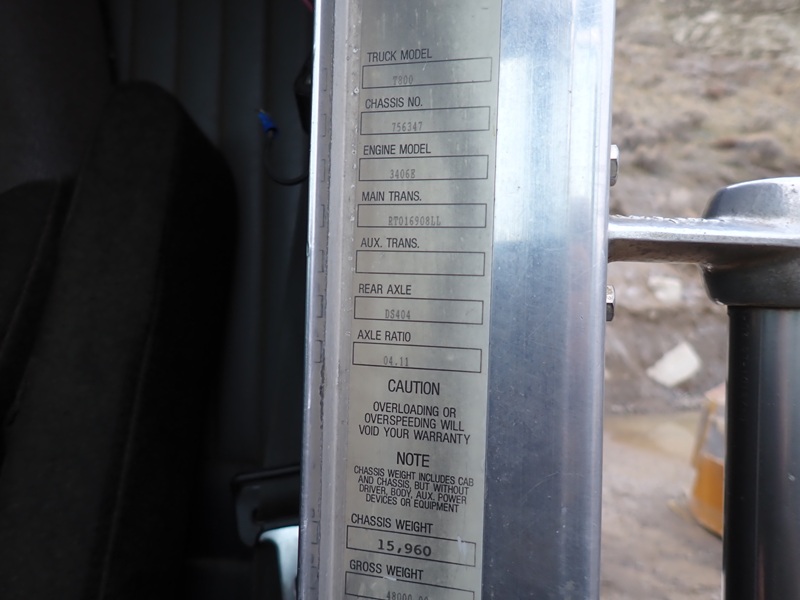 TRUCK MODEL
T800
CHASSIS NO.
756347
ENGINE MODEL
3406E
MAIN TRANS.
RTO16908LL
AUX. TRANS.
REAR AXLE
DS404
AXLE RATIO
04.11
CAUTION
OVERLOADING OR
OVERSPEEDING WILL
VOID YOUR WARRANTY
NOTE
CHASSIS WEIGHT INCLUDES CAB
AND CHASSIS, BUT WITHOUT
DRIVER, BODY, AUX. POWER
DEVICES OR EQUIPMENT
CHASSIS WEIGHT
15,960
GROSS WEIGHT
48000.00